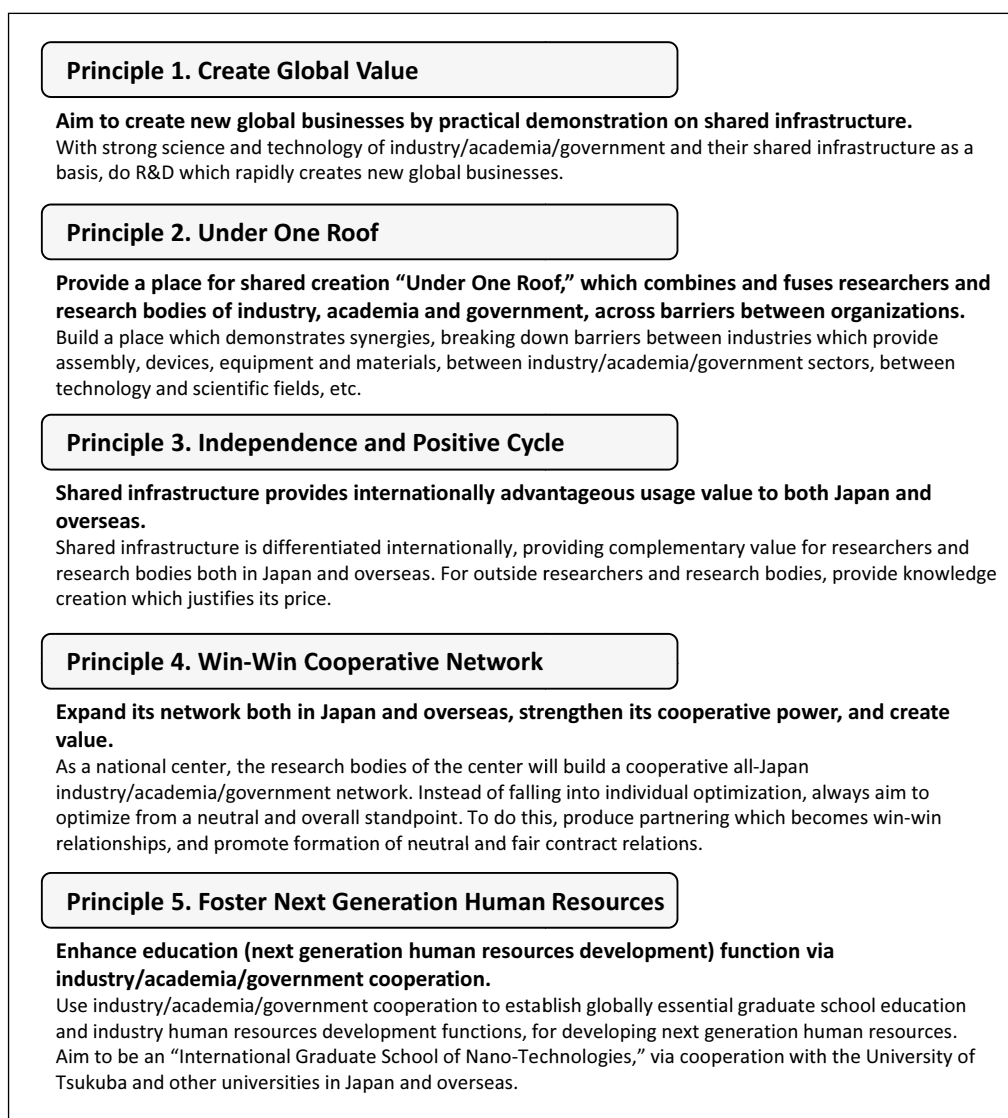 Principle 1. Create Global Value
Aim to create new global businesses by practical demonstration on shared infrastructure.
With strong science and technology of industry/academia/government and their shared infrastructure as a
basis, do R&D which rapidly creates new global businesses.
Principle 2. Under One Roof
Provide a place for shared creation “Under One Roof,” which combines and fuses researchers and
research bodies of industry, academia and government, across barriers between organizations.
Build a place which demonstrates synergies, breaking down barriers between industries which provide
assembly, devices, equipment and materials, between industry/academia/government sectors, between
technology and scientific fields, etc.
Principle 3. Independence and Positive Cycle
Shared infrastructure provides internationally advantageous usage value to both Japan and
overseas.
Shared infrastructure is differentiated internationally, providing complementary value for researchers and
research bodies both in Japan and overseas. For outside researchers and research bodies, provide knowledge
creation which justifies its price.
Principle 4. Win-Win Cooperative Network
Expand its network both in Japan and overseas, strengthen its cooperative power, and create
value.
As a national center, the research bodies of the center will build a cooperative all-Japan
industry/academia/government network. Instead of falling into individual optimization, always aim to
optimize from a neutral and overall standpoint. To do this, produce partnering which becomes win-win
relationships, and promote formation of neutral and fair contract relations.
Principle 5. Foster Next Generation Human Resources
Enhance education (next generation human resources development) function via
industry/academia/government cooperation.
Use industry/academia/government cooperation to establish globally essential graduate school education
and industry human resources development functions, for developing next generation human resources.
Aim to be an “International Graduate School of Nano-Technologies,” via cooperation with the University of
Tsukuba and other universities in Japan and overseas.